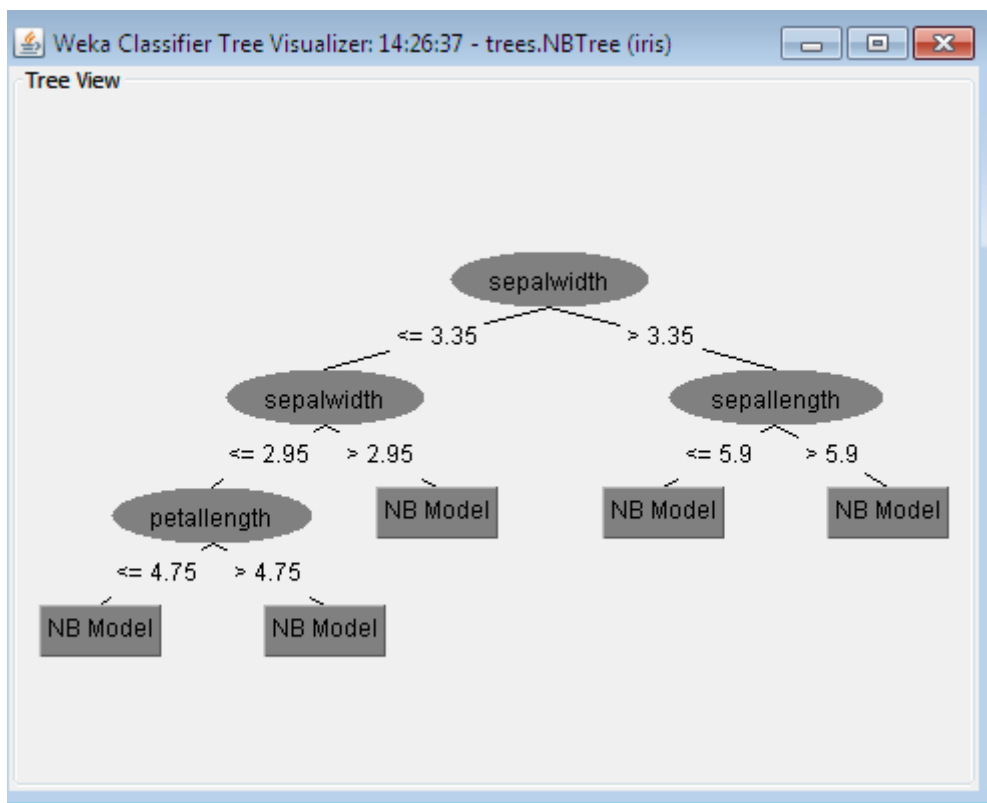 Weka Classifier Tree Visualizer: 14:26:37 - trees.NBTree (iris)
Tree View
sepalwidth
<= 3.35 > 3.35
sepalwidth sepallength
<= 2.95 > 2.95 <= 5.9 > 5.9
petallength NB Model NB Model NB Model
<= 4.75 > 4.75
NB Model NB Model